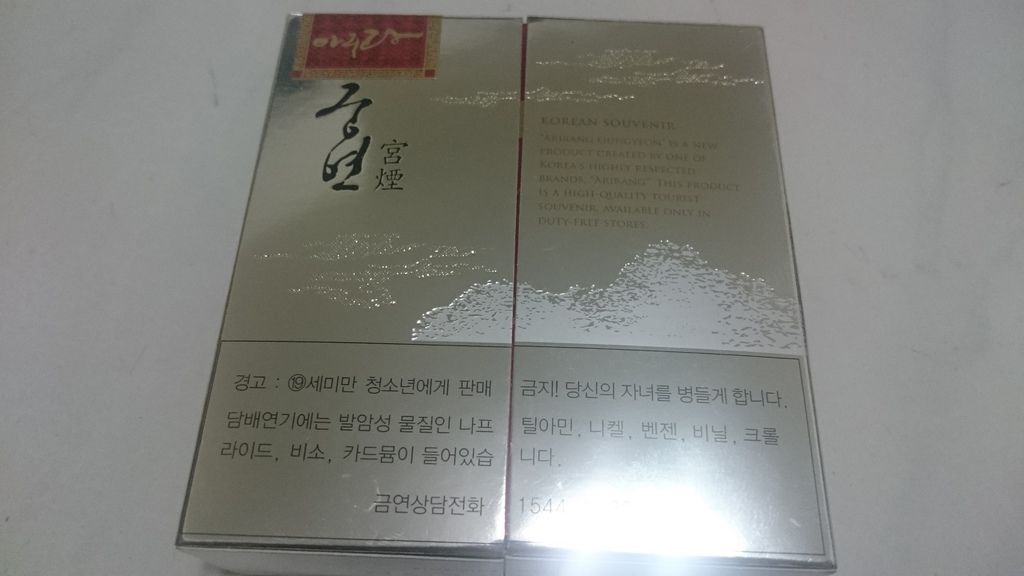 아리랑
궁연
宮煙
KOREAN SOUVENIR
"ARIRANG GUNGYEON" IS A NEW
PRODUCT CREATED BY ONE OF
KOREA'S HIGHLY RESPECTED
BRANDS, "ARIRANG" THIS PRODUCT
IS A HIGH-QUALITY TOURIST
SOUVENIR, AVAILABLE ONLY IN
DUTY-FREE STORES.
경고 : ⑲세미만 청소년에게 판매 금지! 당신의 자녀를 병들게 합니다.
담배연기에는 발암성 물질인 나프틸아민, 니켈, 벤젠, 비닐, 크롤
라이드, 비소, 카드뮴이 들어있습니다.
금연상담전화 1544